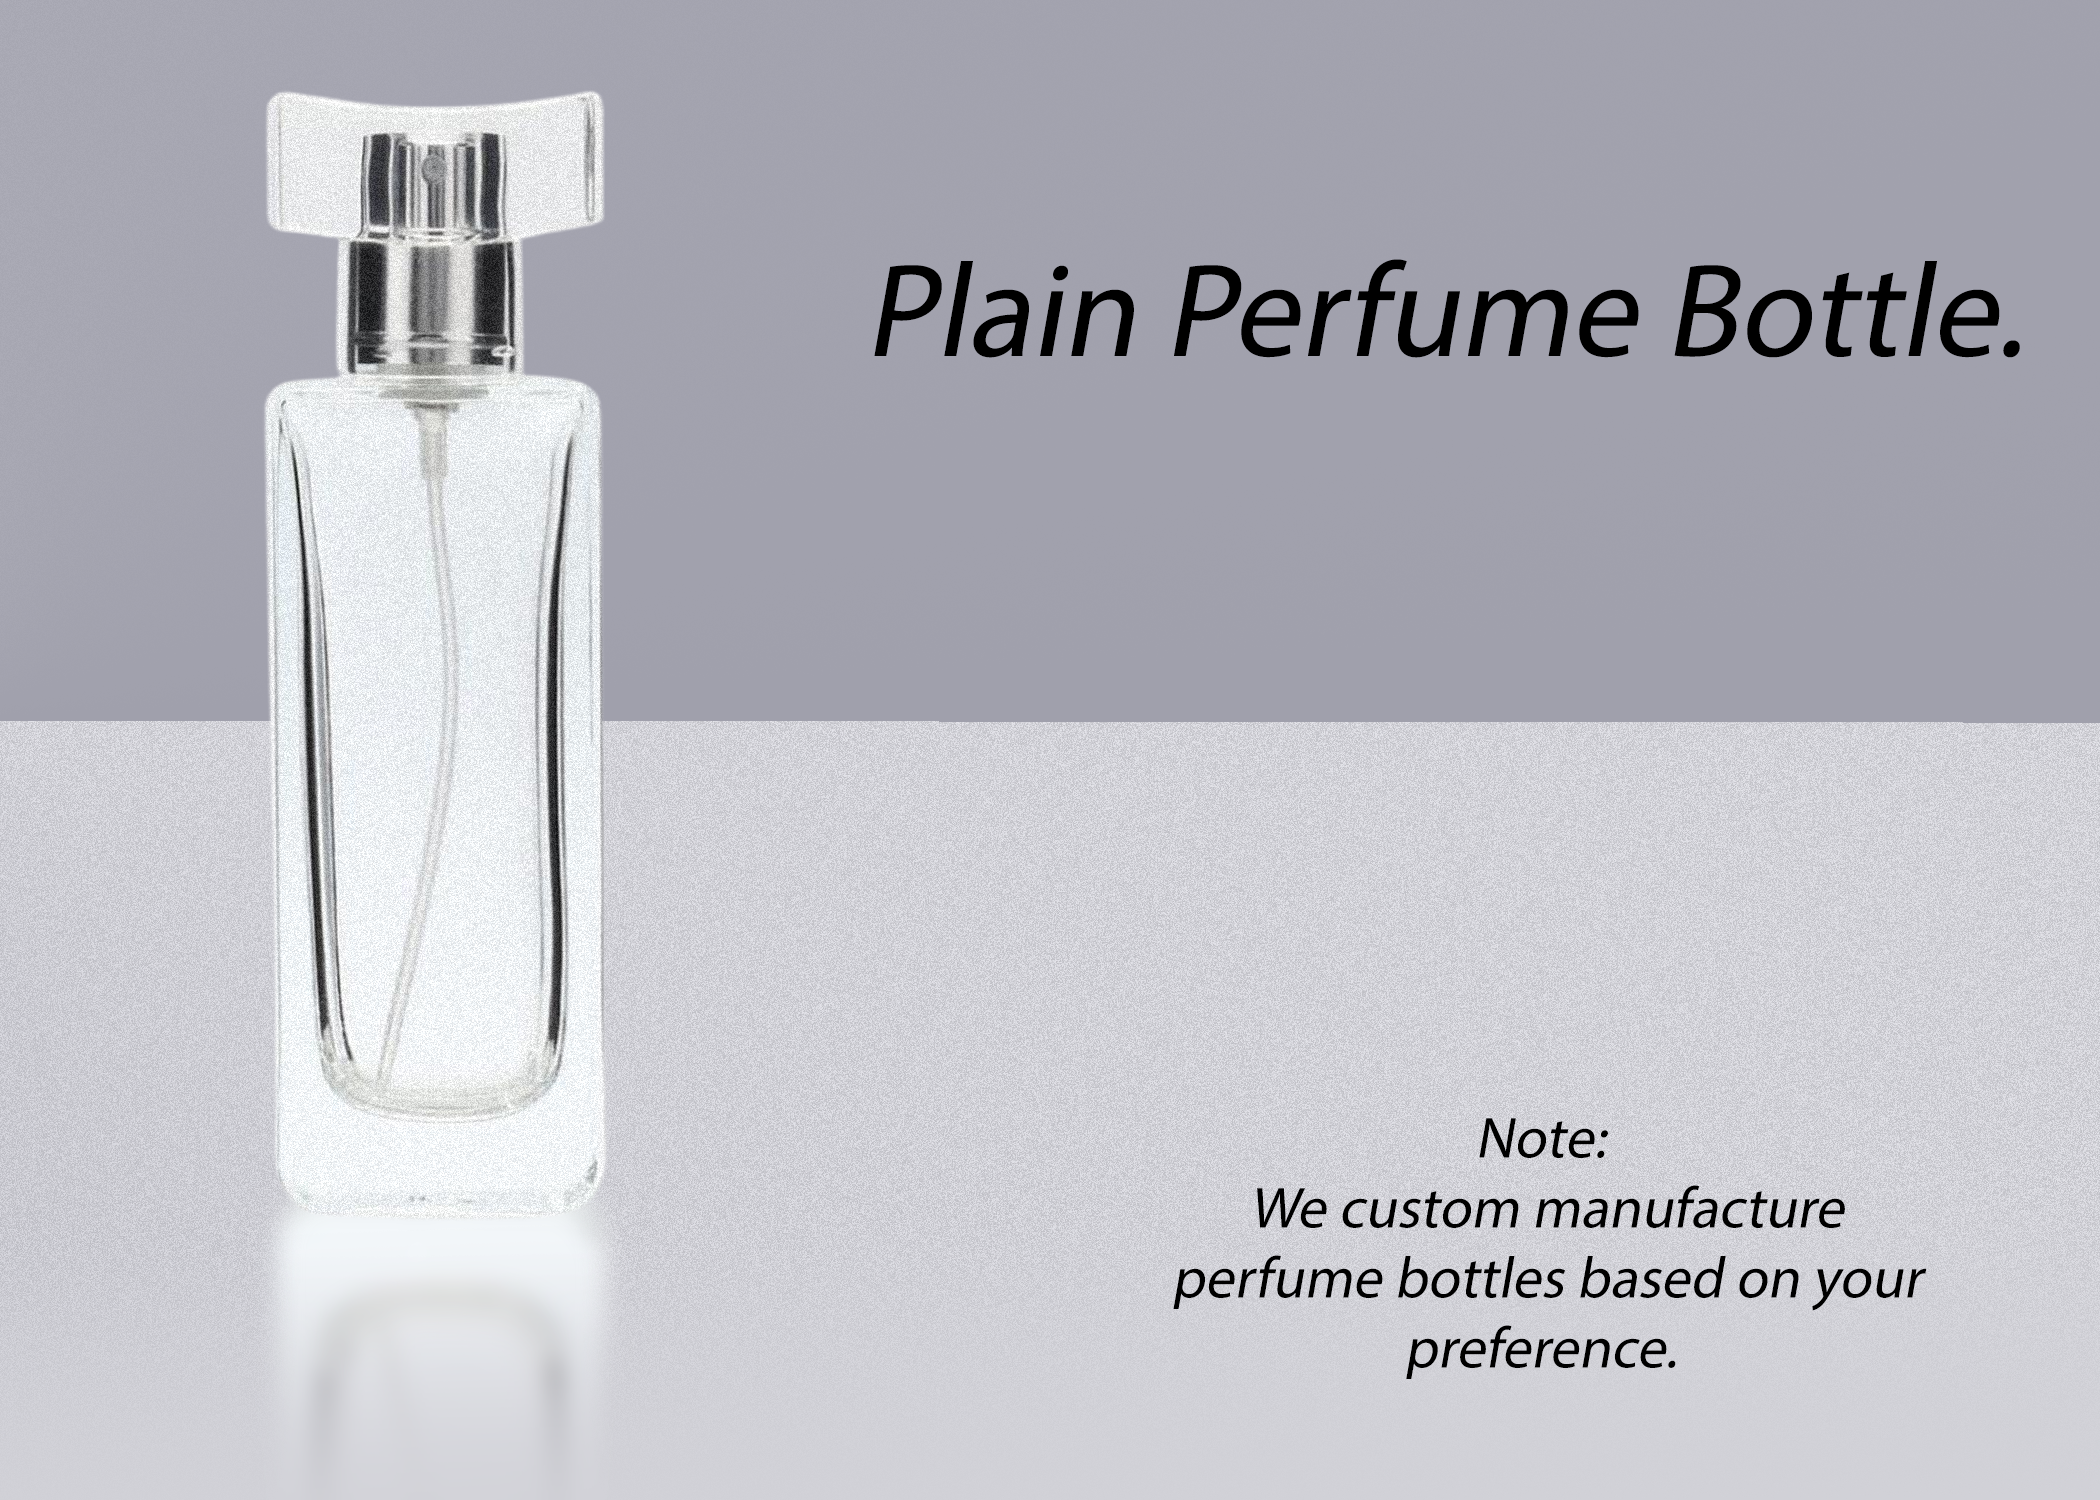 Plain Perfume Bottle.
Note:
We custom manufacture
perfume bottles based on your
preference.